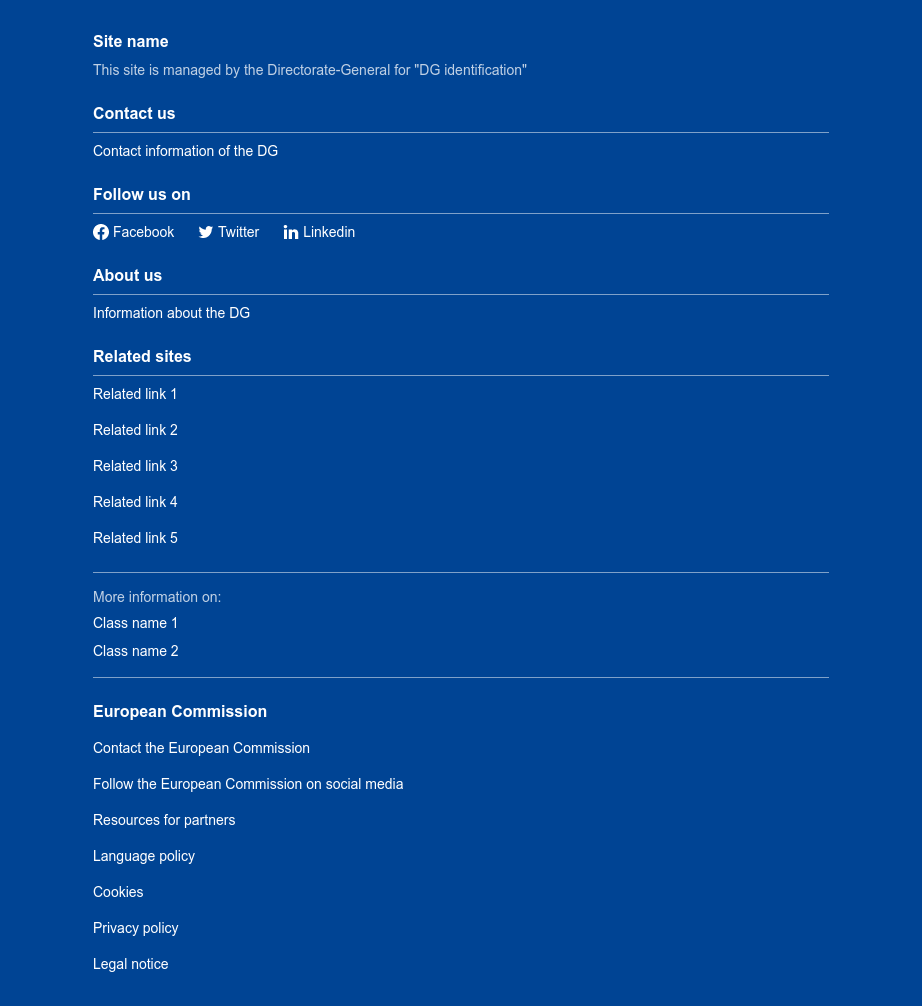 Site name
This site is managed by the Directorate-General for "DG identification"
Contact us
Contact information of the DG
Follow us on
Facebook Twitter Linkedin
About us
Information about the DG
Related sites
Related link 1
Related link 2
Related link 3
Related link 4
Related link 5
More information on:
Class name 1
Class name 2
European Commission
Contact the European Commission
Follow the European Commission on social media
Resources for partners
Language policy
Cookies
Privacy policy
Legal notice